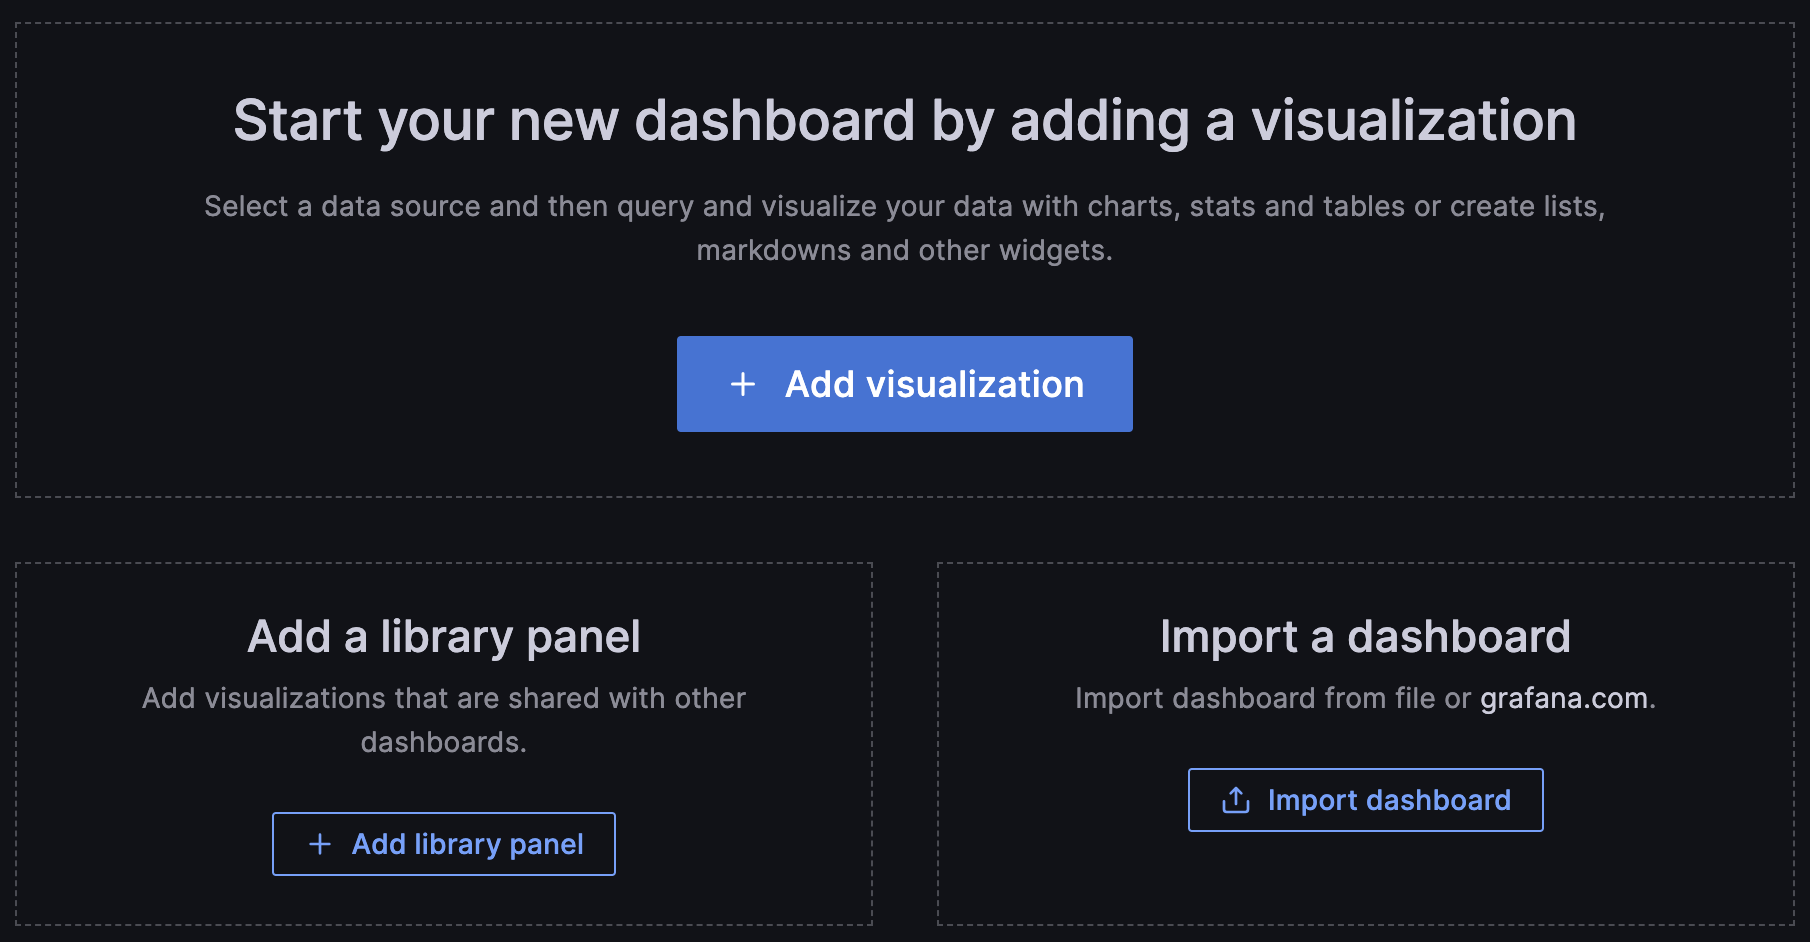 Start your new dashboard by adding a visualization
Select a data source and then query and visualize your data with charts, stats and tables or create lists,
markdowns and other widgets.
+ Add visualization
Add a library panel
Add visualizations that are shared with other
dashboards.
+ Add library panel
Import a dashboard
Import dashboard from file or grafana.com.
Import dashboard